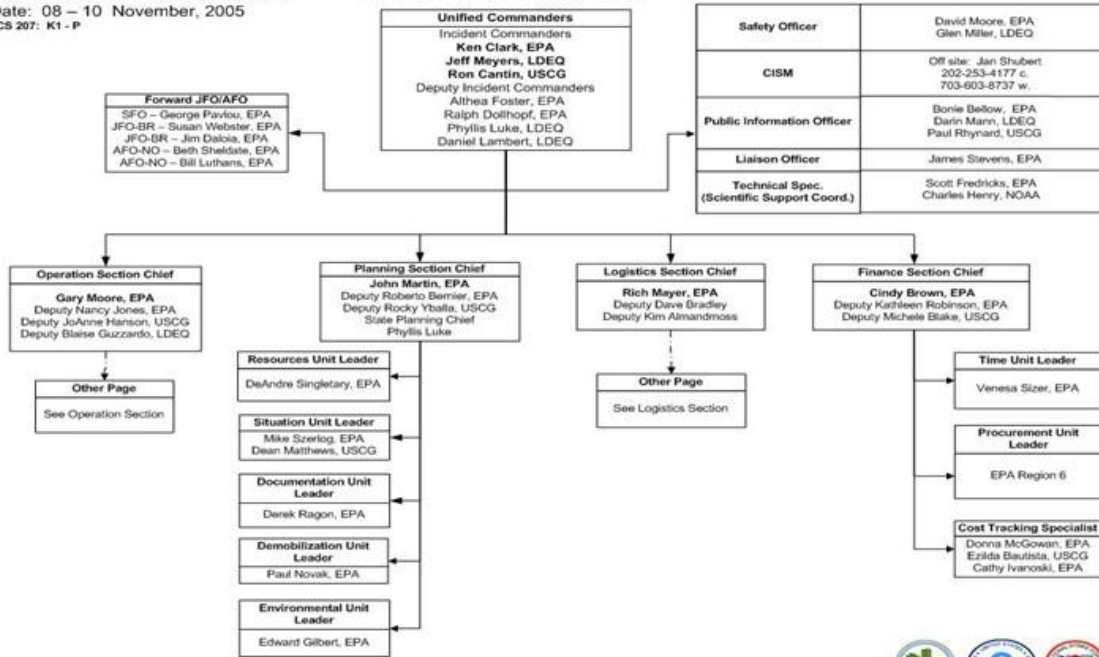 Date: 08 – 10 November, 2005
ICS 207: K1 - P
Unified Commanders
Incident Commanders
Ken Clark, EPA
Jeff Meyers, LDEQ
Ron Cantin, USCG
Deputy Incident Commanders
Althea Foster, EPA
Ralph Dollhopf, EPA
Phyllis Luke, LDEQ
Daniel Lambert, LDEQ
Forward JFO/AFO
SFO – George Pavlou, EPA
JFO-BR – Susan Webster, EPA
JFO-BR – Jim Daloia, EPA
AFO-NO – Beth Sheldate, EPA
AFO-NO – Bill Luthans, EPA
Safety Officer
David Moore, EPA
Glen Miller, LDEQ
CISM
Off site: Jan Shubert
202-253-4177 c.
703-603-8737 w.
Public Information Officer
Bonie Bellow, EPA
Darin Mann, LDEQ
Paul Rhynard, USCG
Liaison Officer
James Stevens, EPA
Technical Spec.
(Scientific Support Coord.)
Scott Fredricks, EPA
Charles Henry, NOAA
Operation Section Chief
Gary Moore, EPA
Deputy Nancy Jones, EPA
Deputy JoAnne Hanson, USCG
Deputy Blaise Guzzardo, LDEQ
Other Page
See Operation Section
Planning Section Chief
John Martin, EPA
Deputy Roberto Bernier, EPA
Deputy Rocky Yballa, USCG
State Planning Chief
Phyllis Luke
Resources Unit Leader
DeAndre Singletary, EPA
Situation Unit Leader
Mike Szerlog, EPA
Dean Matthews, USCG
Documentation Unit
Leader
Derek Ragon, EPA
Demobilization Unit
Leader
Paul Novak, EPA
Environmental Unit
Leader
Edward Gilbert, EPA
Logistics Section Chief
Rich Mayer, EPA
Deputy Dave Bradley
Deputy Kim Almandmoss
Other Page
See Logistics Section
Finance Section Chief
Cindy Brown, EPA
Deputy Kathleen Robinson, EPA
Deputy Michele Blake, USCG
Time Unit Leader
Venesa Sizer, EPA
Procurement Unit
Leader
EPA Region 6
Cost Tracking Specialist
Donna McGowan, EPA
Ezilda Bautista, USCG
Cathy Ivanoski, EPA